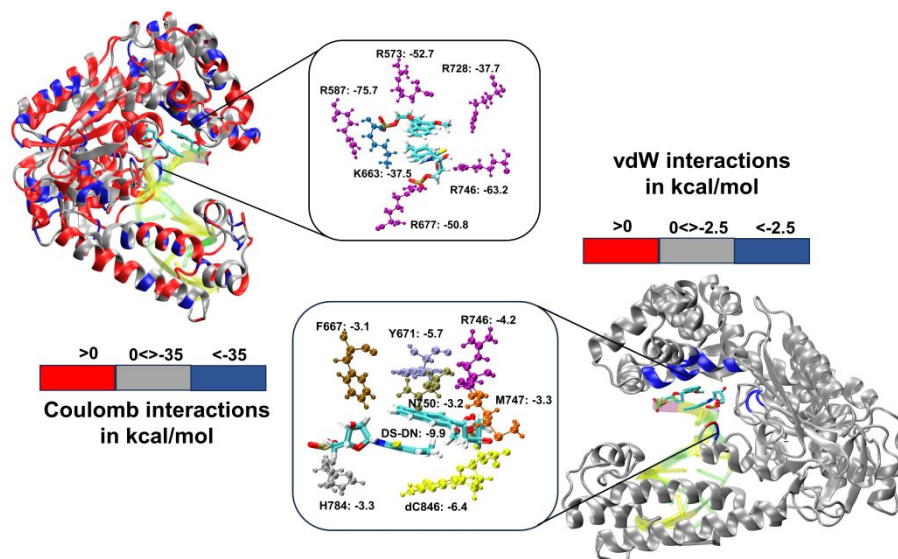 R573: -52.7
R728: -37.7
R587: -75.7
K663: -37.5
R746: -63.2
R677: -50.8
vdW interactions
in kcal/mol
>0 0<>-2.5 <-2.5
F667: -3.1
Y671: -5.7
R746: -4.2
N750: -3.2
M747: -3.3
DS-DN: -9.9
H784: -3.3
dC846: -6.4
>0 0<>-35 <-35
Coulomb interactions
in kcal/mol